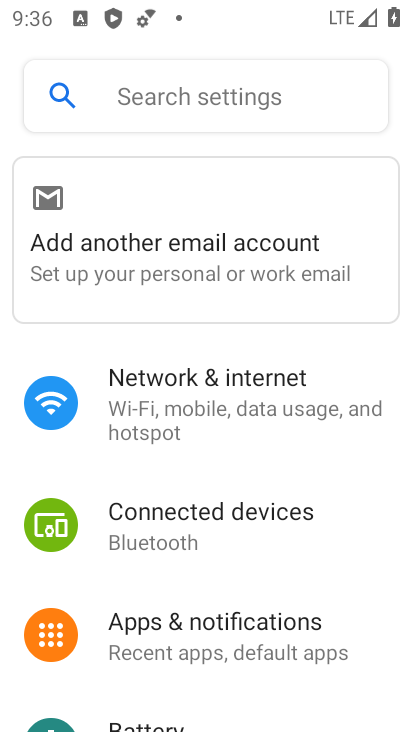 9:36
LTE
Search settings
Add another email account
Set up your personal or work email
Network & internet
Wi-Fi, mobile, data usage, and
hotspot
Connected devices
Bluetooth
Apps & notifications
Recent apps, default apps
Battery